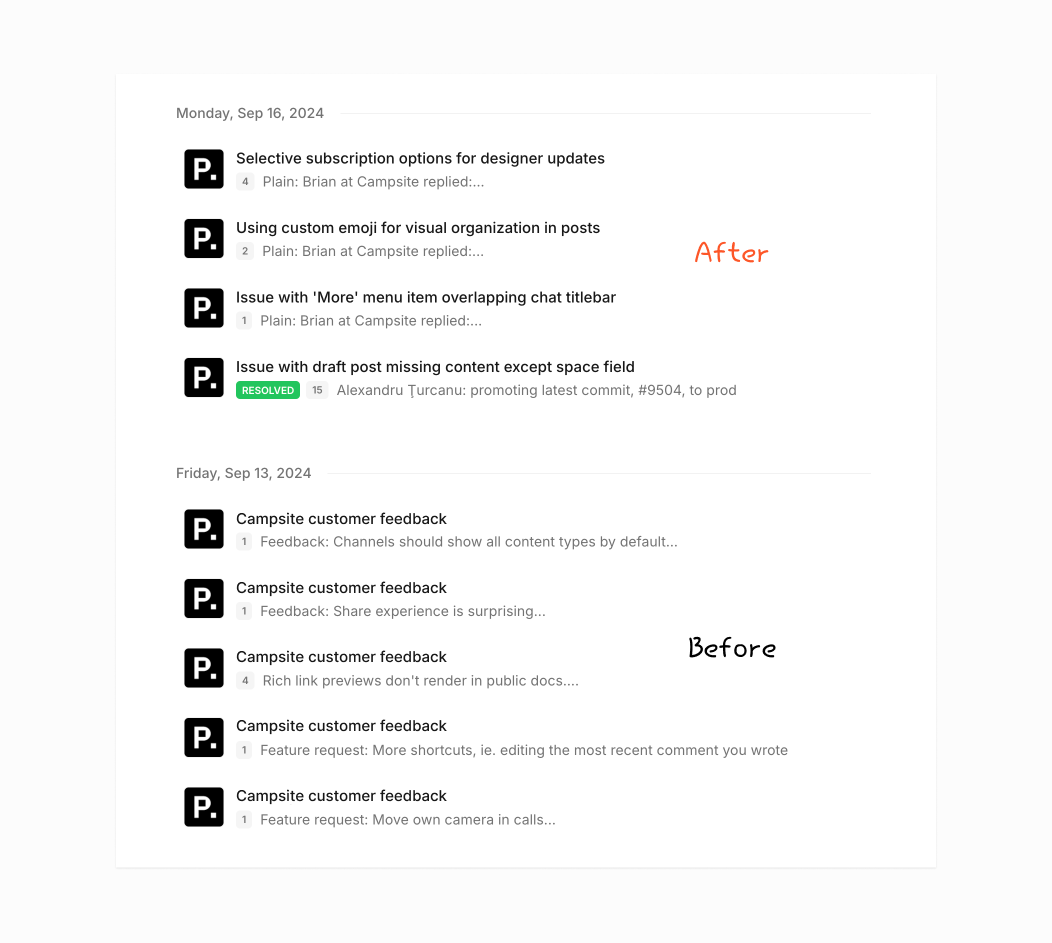 Monday, Sep 16, 2024
P. Selective subscription options for designer updates
4 Plain: Brian at Campsite replied:...
P. Using custom emoji for visual organization in posts
2 Plain: Brian at Campsite replied:...
After
P. Issue with 'More' menu item overlapping chat titlebar
1 Plain: Brian at Campsite replied:...
P. Issue with draft post missing content except space field
RESOLVED 15 Alexandru Țurcanu: promoting latest commit, #9504, to prod
Friday, Sep 13, 2024
P. Campsite customer feedback
1 Feedback: Channels should show all content types by default...
P. Campsite customer feedback
1 Feedback: Share experience is surprising...
Before
P. Campsite customer feedback
4 Rich link previews don't render in public docs....
P. Campsite customer feedback
1 Feature request: More shortcuts, ie. editing the most recent comment you wrote
P. Campsite customer feedback
1 Feature request: Move own camera in calls...